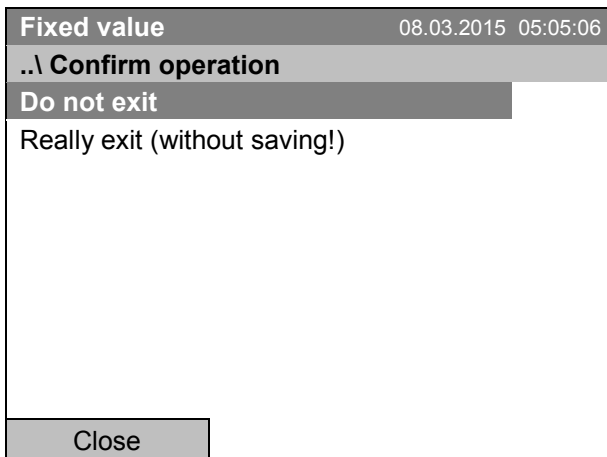 Fixed value 08.03.2015 05:05:06
..\ Confirm operation
Do not exit
Really exit (without saving!)
Close